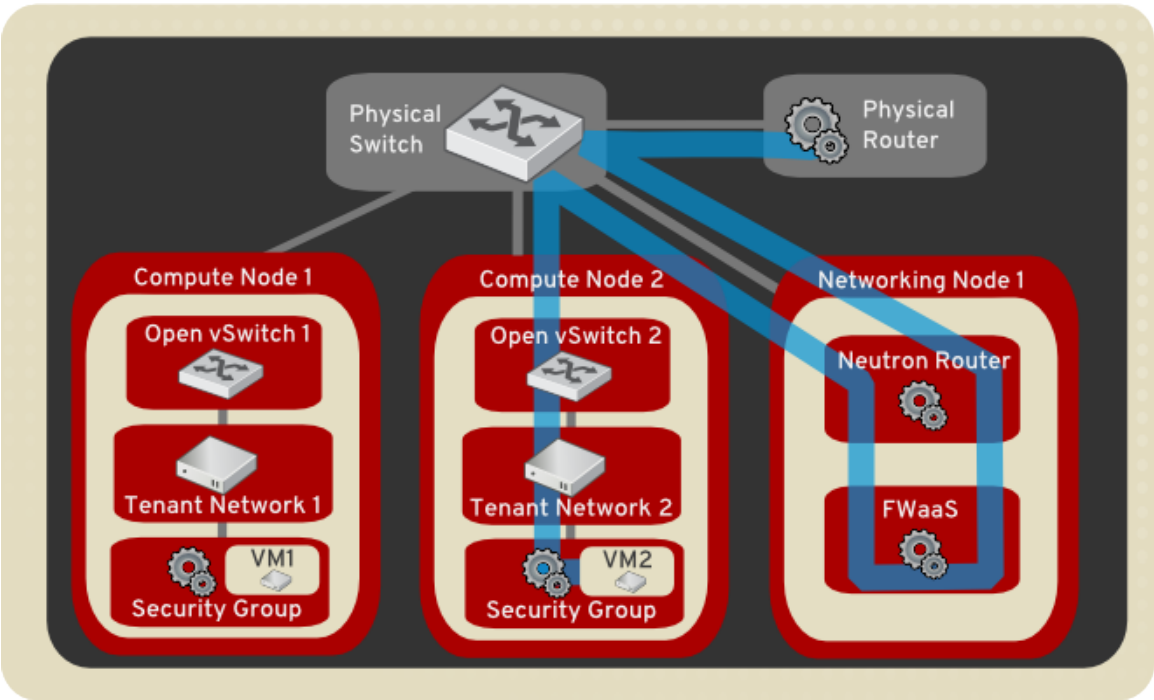 Physical
Switch
Physical
Router
Compute Node 1
Open vSwitch 1
Tenant Network 1
VM1
Security Group
Compute Node 2
Open vSwitch 2
Tenant Network 2
VM2
Security Group
Networking Node 1
Neutron Router
FWaaS